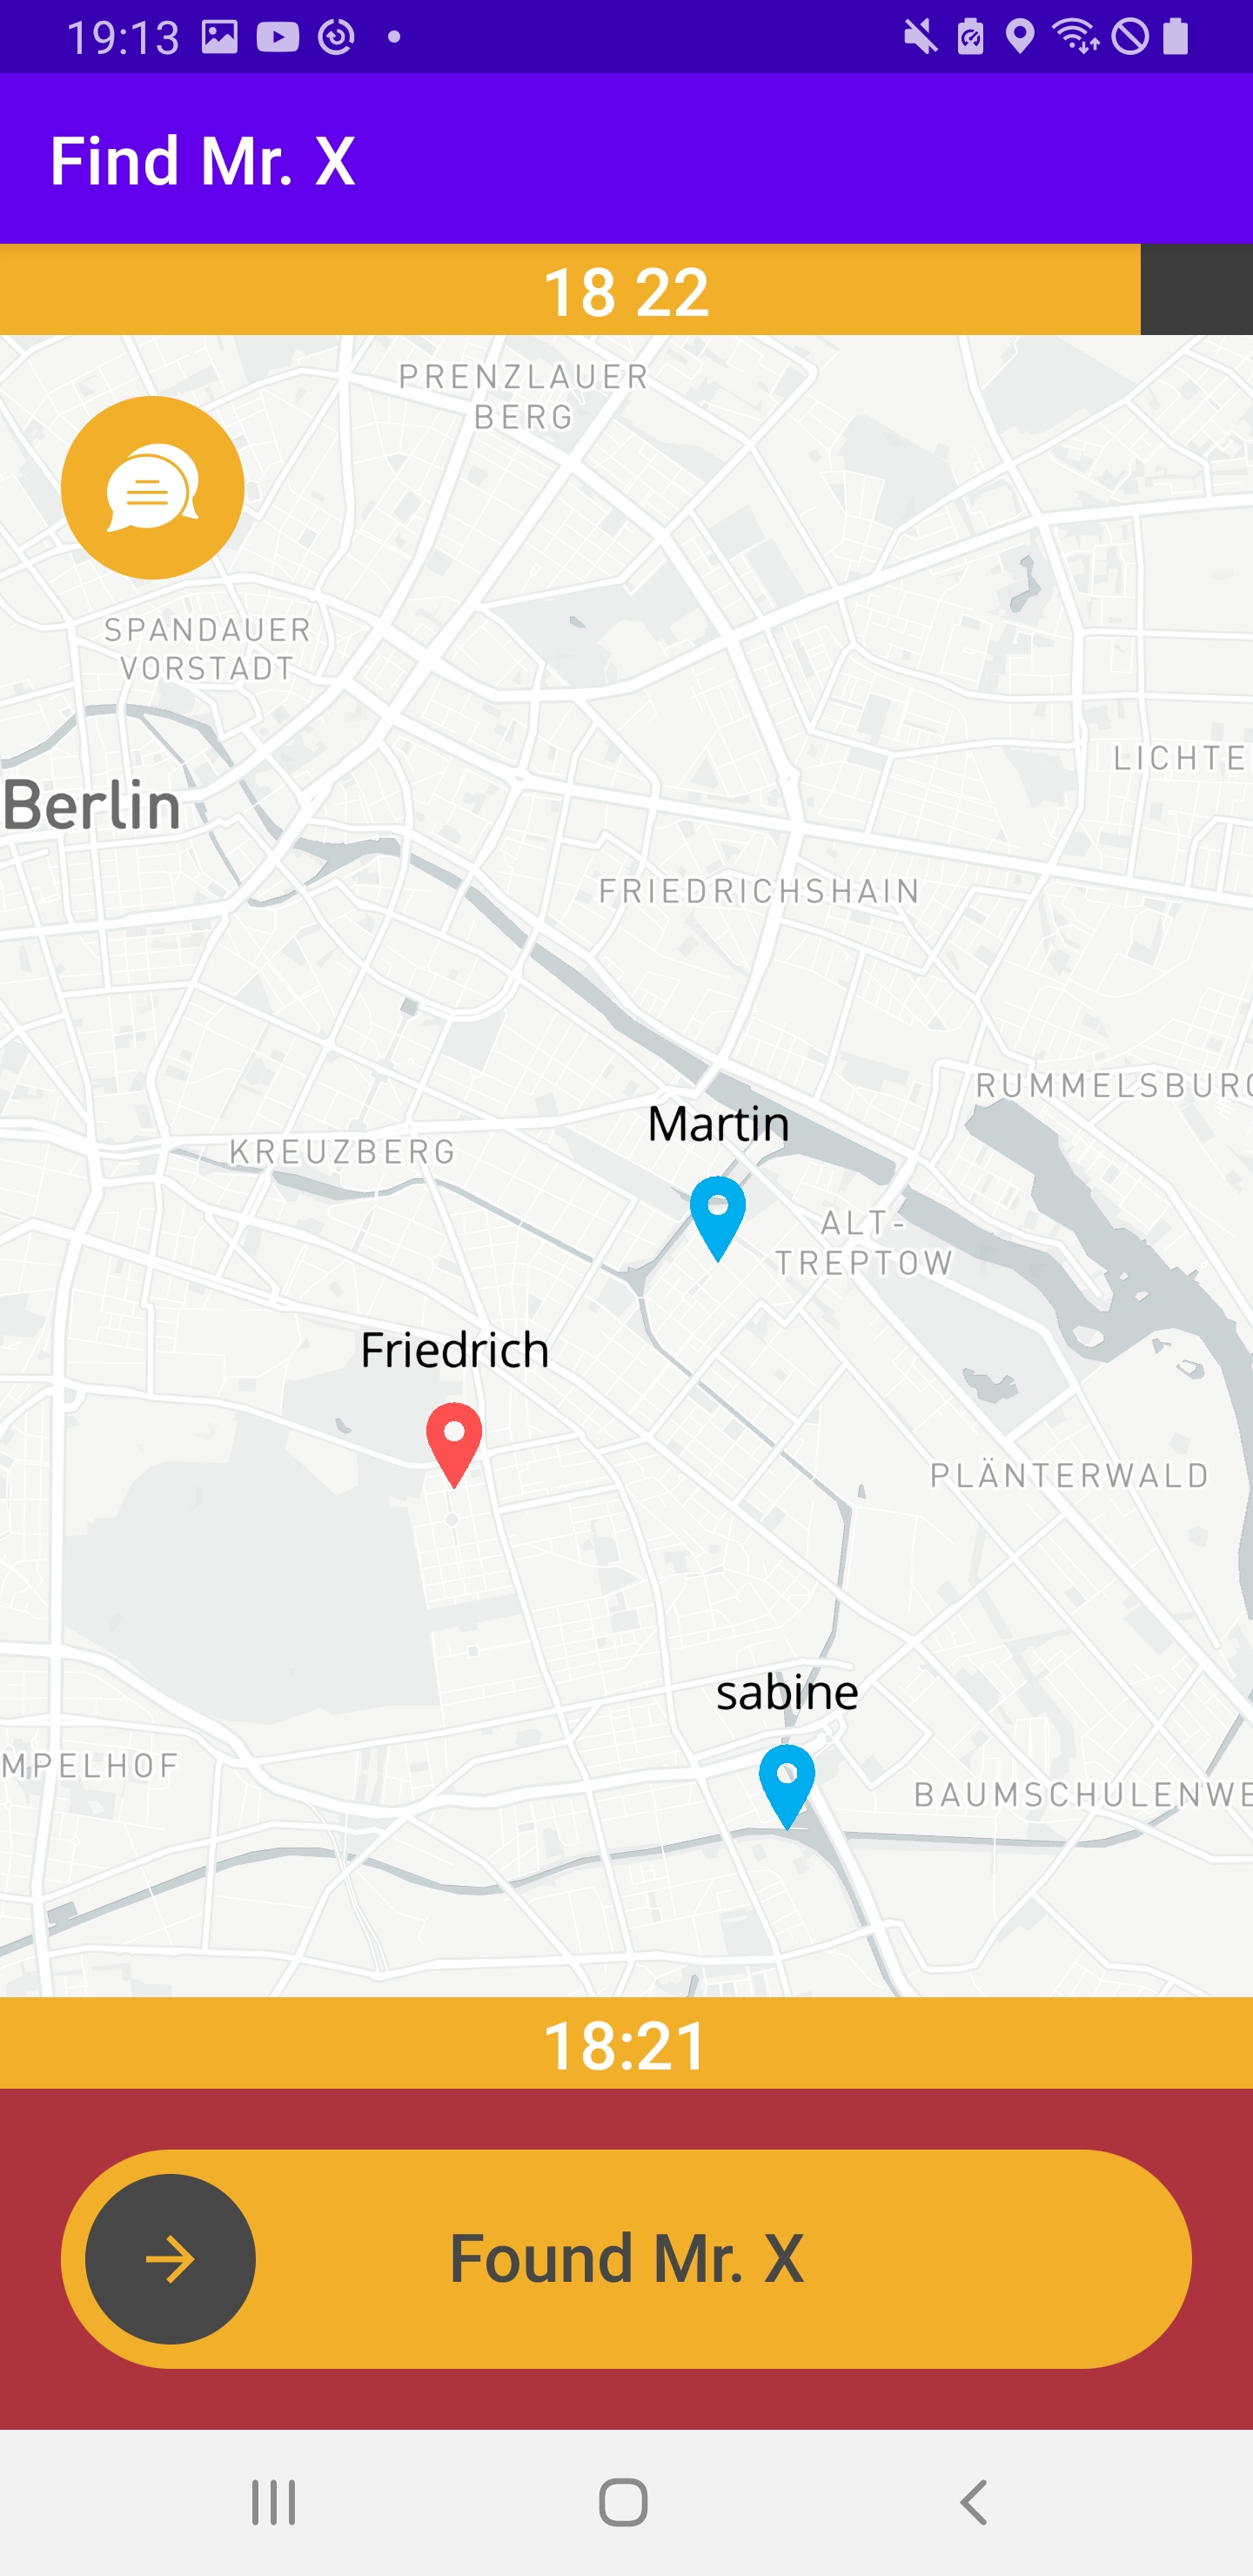 19:13
Find Mr. X
18 22
PRENZLAUER
BERG
SPANDAUER
VORSTADT
LICHTE
Berlin
FRIEDRICHSHAIN
RUMMELSBURG
Martin
KREUZBERG
ALT-
TREPTOW
Friedrich
PLÄNTERWALD
sabine
MPELHOF
BAUMSCHULENWE
18:21
Found Mr. X